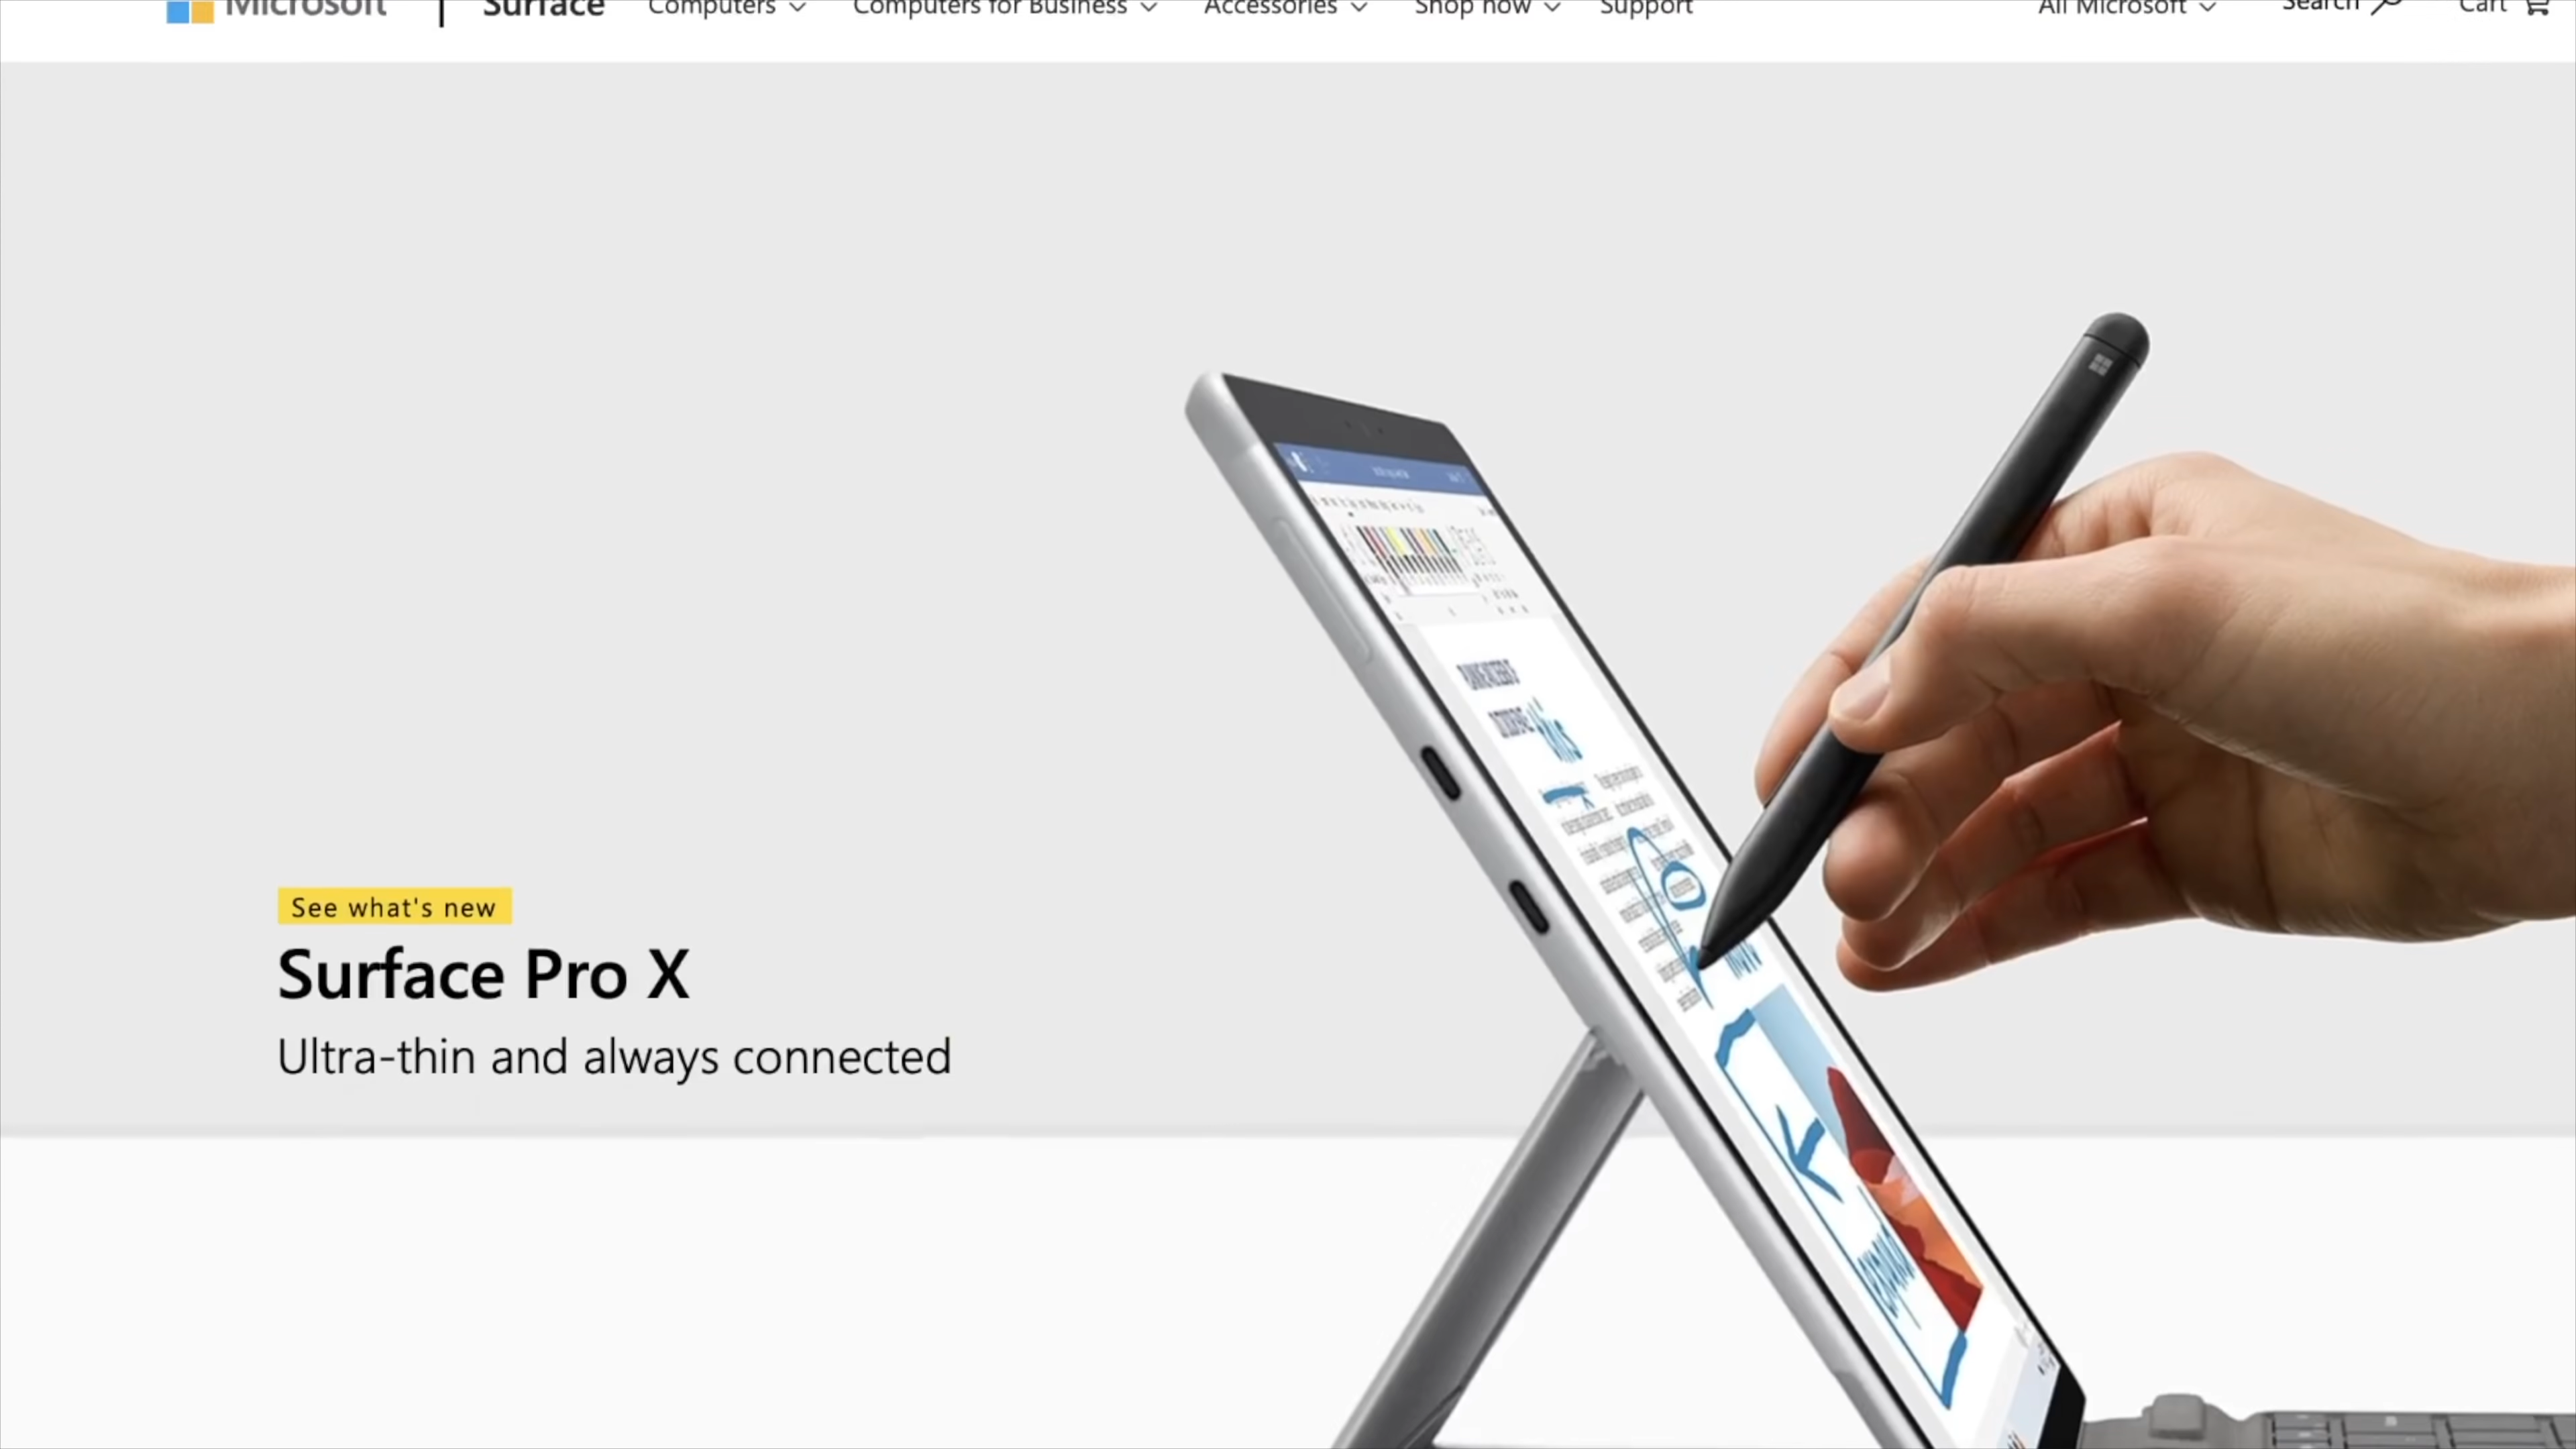 Microsoft
Surface
Computers
Computers for Business
Accessories
Shop now
Support
All Microsoft
Search
Cart
this
See what's new
Surface Pro X
Ultra-thin and always connected